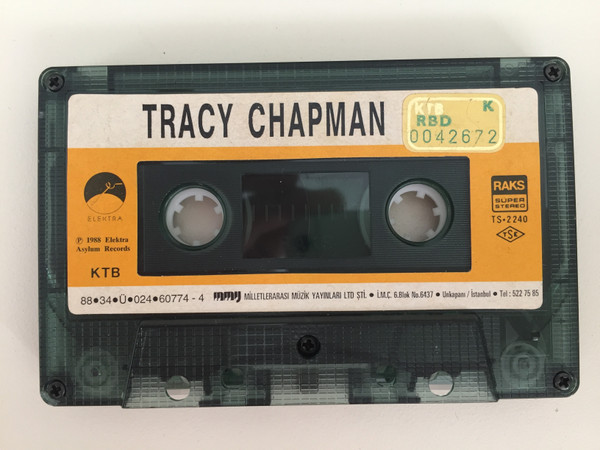 TRACY CHAPMAN
KTB K
RBD
0042672
ELEKTRA
℗ 1988 Elektra
Asylum Records
KTB
RAKS
SUPER
STEREO
TS-2240
TSE
88•34•Ü•024•60774-4 mmy MİLLETLERARASI MÜZİK YAYINLARI LTD ŞTİ. • İ.M.Ç. 6.Blok No.6437 • Unkapanı / İstanbul • Tel : 522 75 85